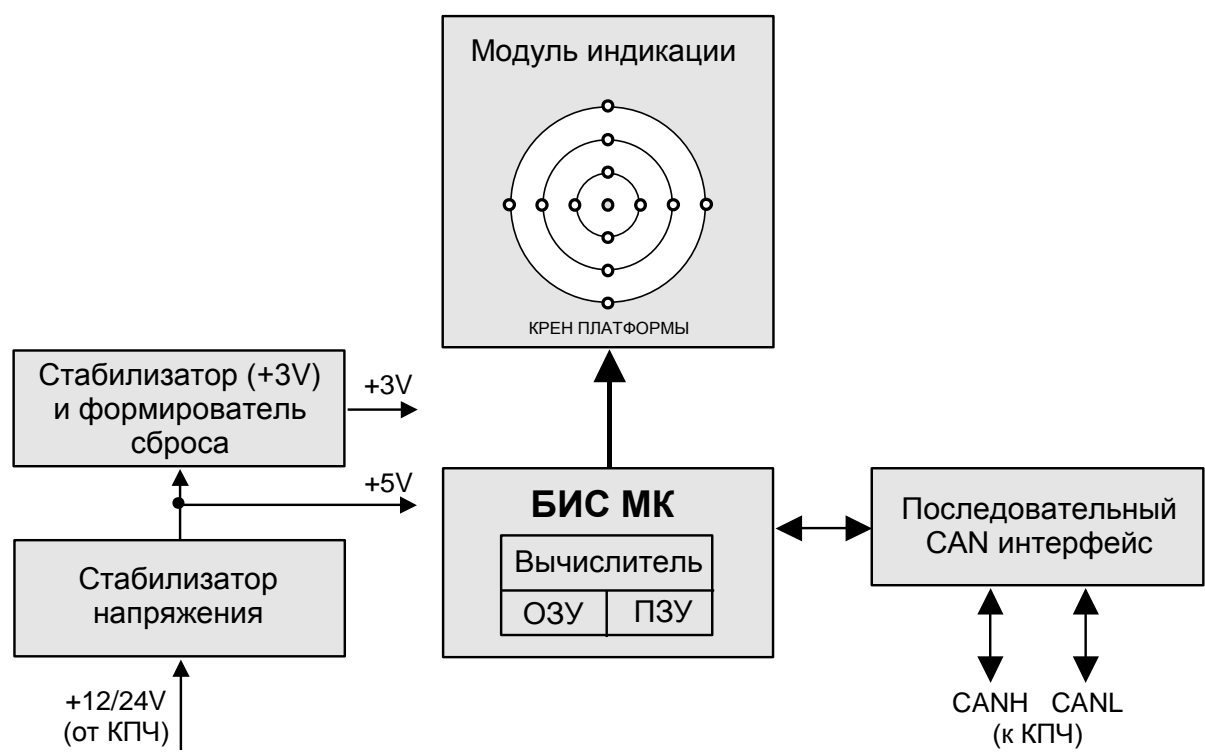 Модуль индикации
КРЕН ПЛАТФОРМЫ
Стабилизатор (+3V)
и формирователь
сброса
+3V
+5V
Стабилизатор
напряжения
+12/24V
(от КПЧ)
БИС МК
Вычислитель
ОЗУ ПЗУ
Последовательный
CAN интерфейс
CANH CANL
(к КПЧ)